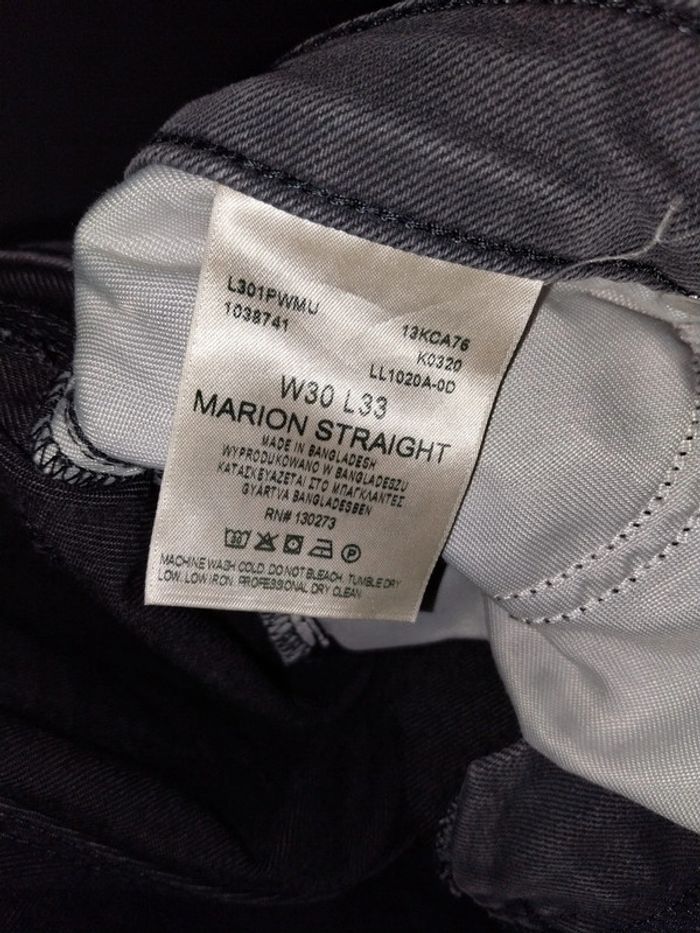 L301PWMU
1038741
13KCA76
K0320
LL1020A-0D
W30 L33
MARION STRAIGHT
MADE IN BANGLADESH
WYPRODUKOWANO W BANGLADESZU
ΚΑΤΑΣΚΕΥΑΖΕΤΑΙ ΣΤΟ ΜΠΑΓΚΛΑΝΤΕΣ
GYÁRTVA BANGLADESBEN
RN# 130273
30
P
MACHINE WASH COLD. DO NOT BLEACH. TUMBLE DRY
LOW. LOW IRON. PROFESSIONAL DRY CLEAN.